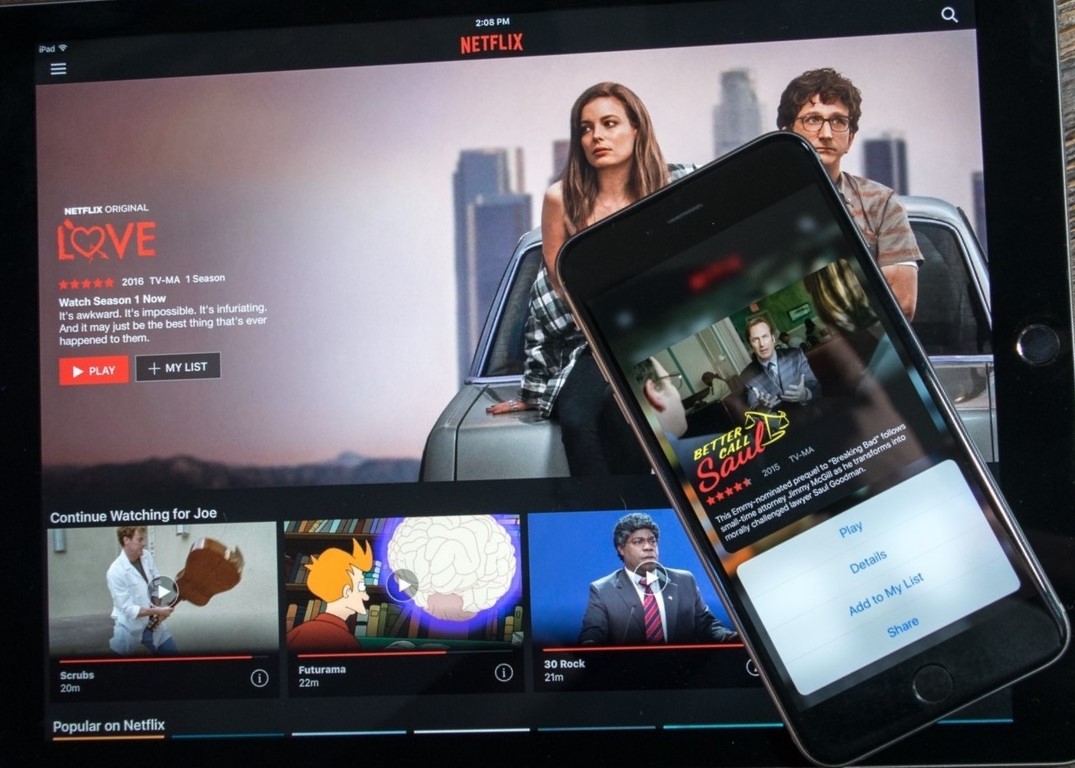 2:08 PM
iPad
NETFLIX
NETFLIX ORIGINAL
LOVE
2016 TV-MA 1 Season
Watch Season 1 Now
It's awkward. It's impossible. It's infuriating.
And it may just be the best thing that's ever
happened to them.
PLAY
+ MY LIST
Continue Watching for Joe
Scrubs
20m
Futurama
22m
30 Rock
21m
Popular on Netflix
BETTER
CALL
Saul
2015 TV-MA
This Emmy-nominated prequel to "Breaking Bad" follows
small-time attorney Jimmy McGill as he transforms into
morally challenged lawyer Saul Goodman.
Play
Details
Add to My List
Share